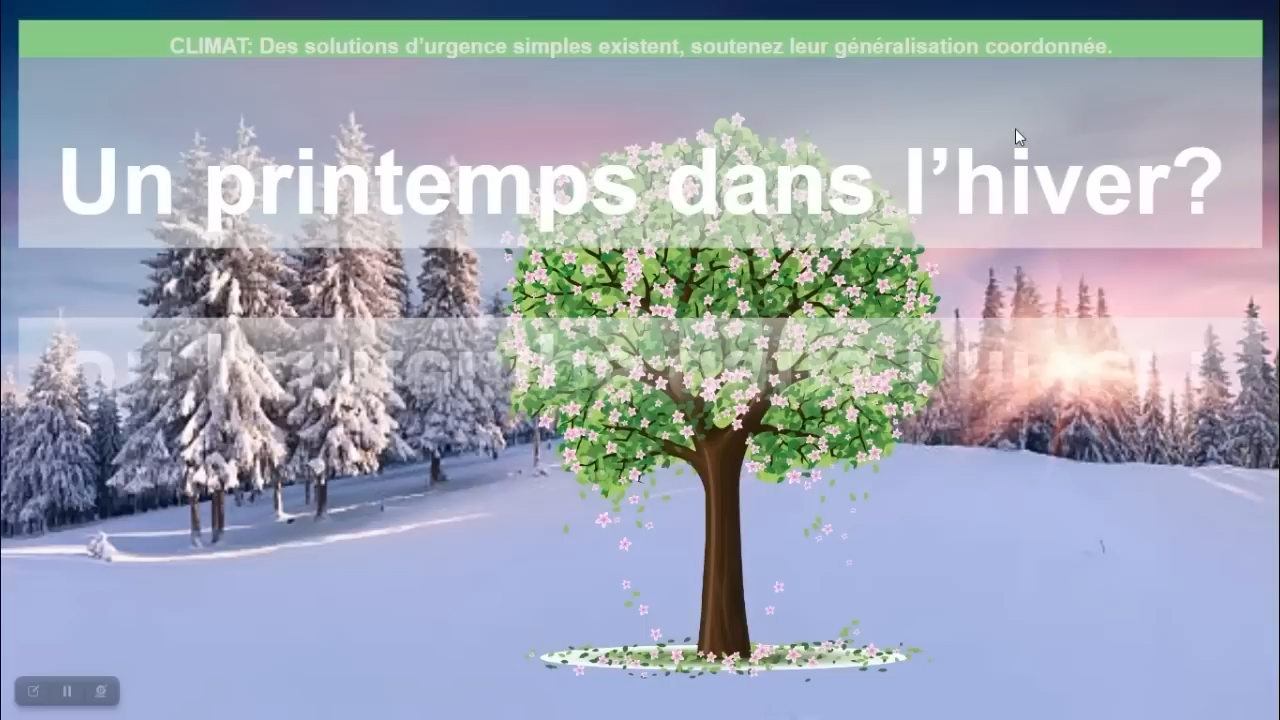 CLIMAT: Des solutions d'urgence simples existent, soutenez leur généralisation coordonnée.
Un printemps dans l’hiver?